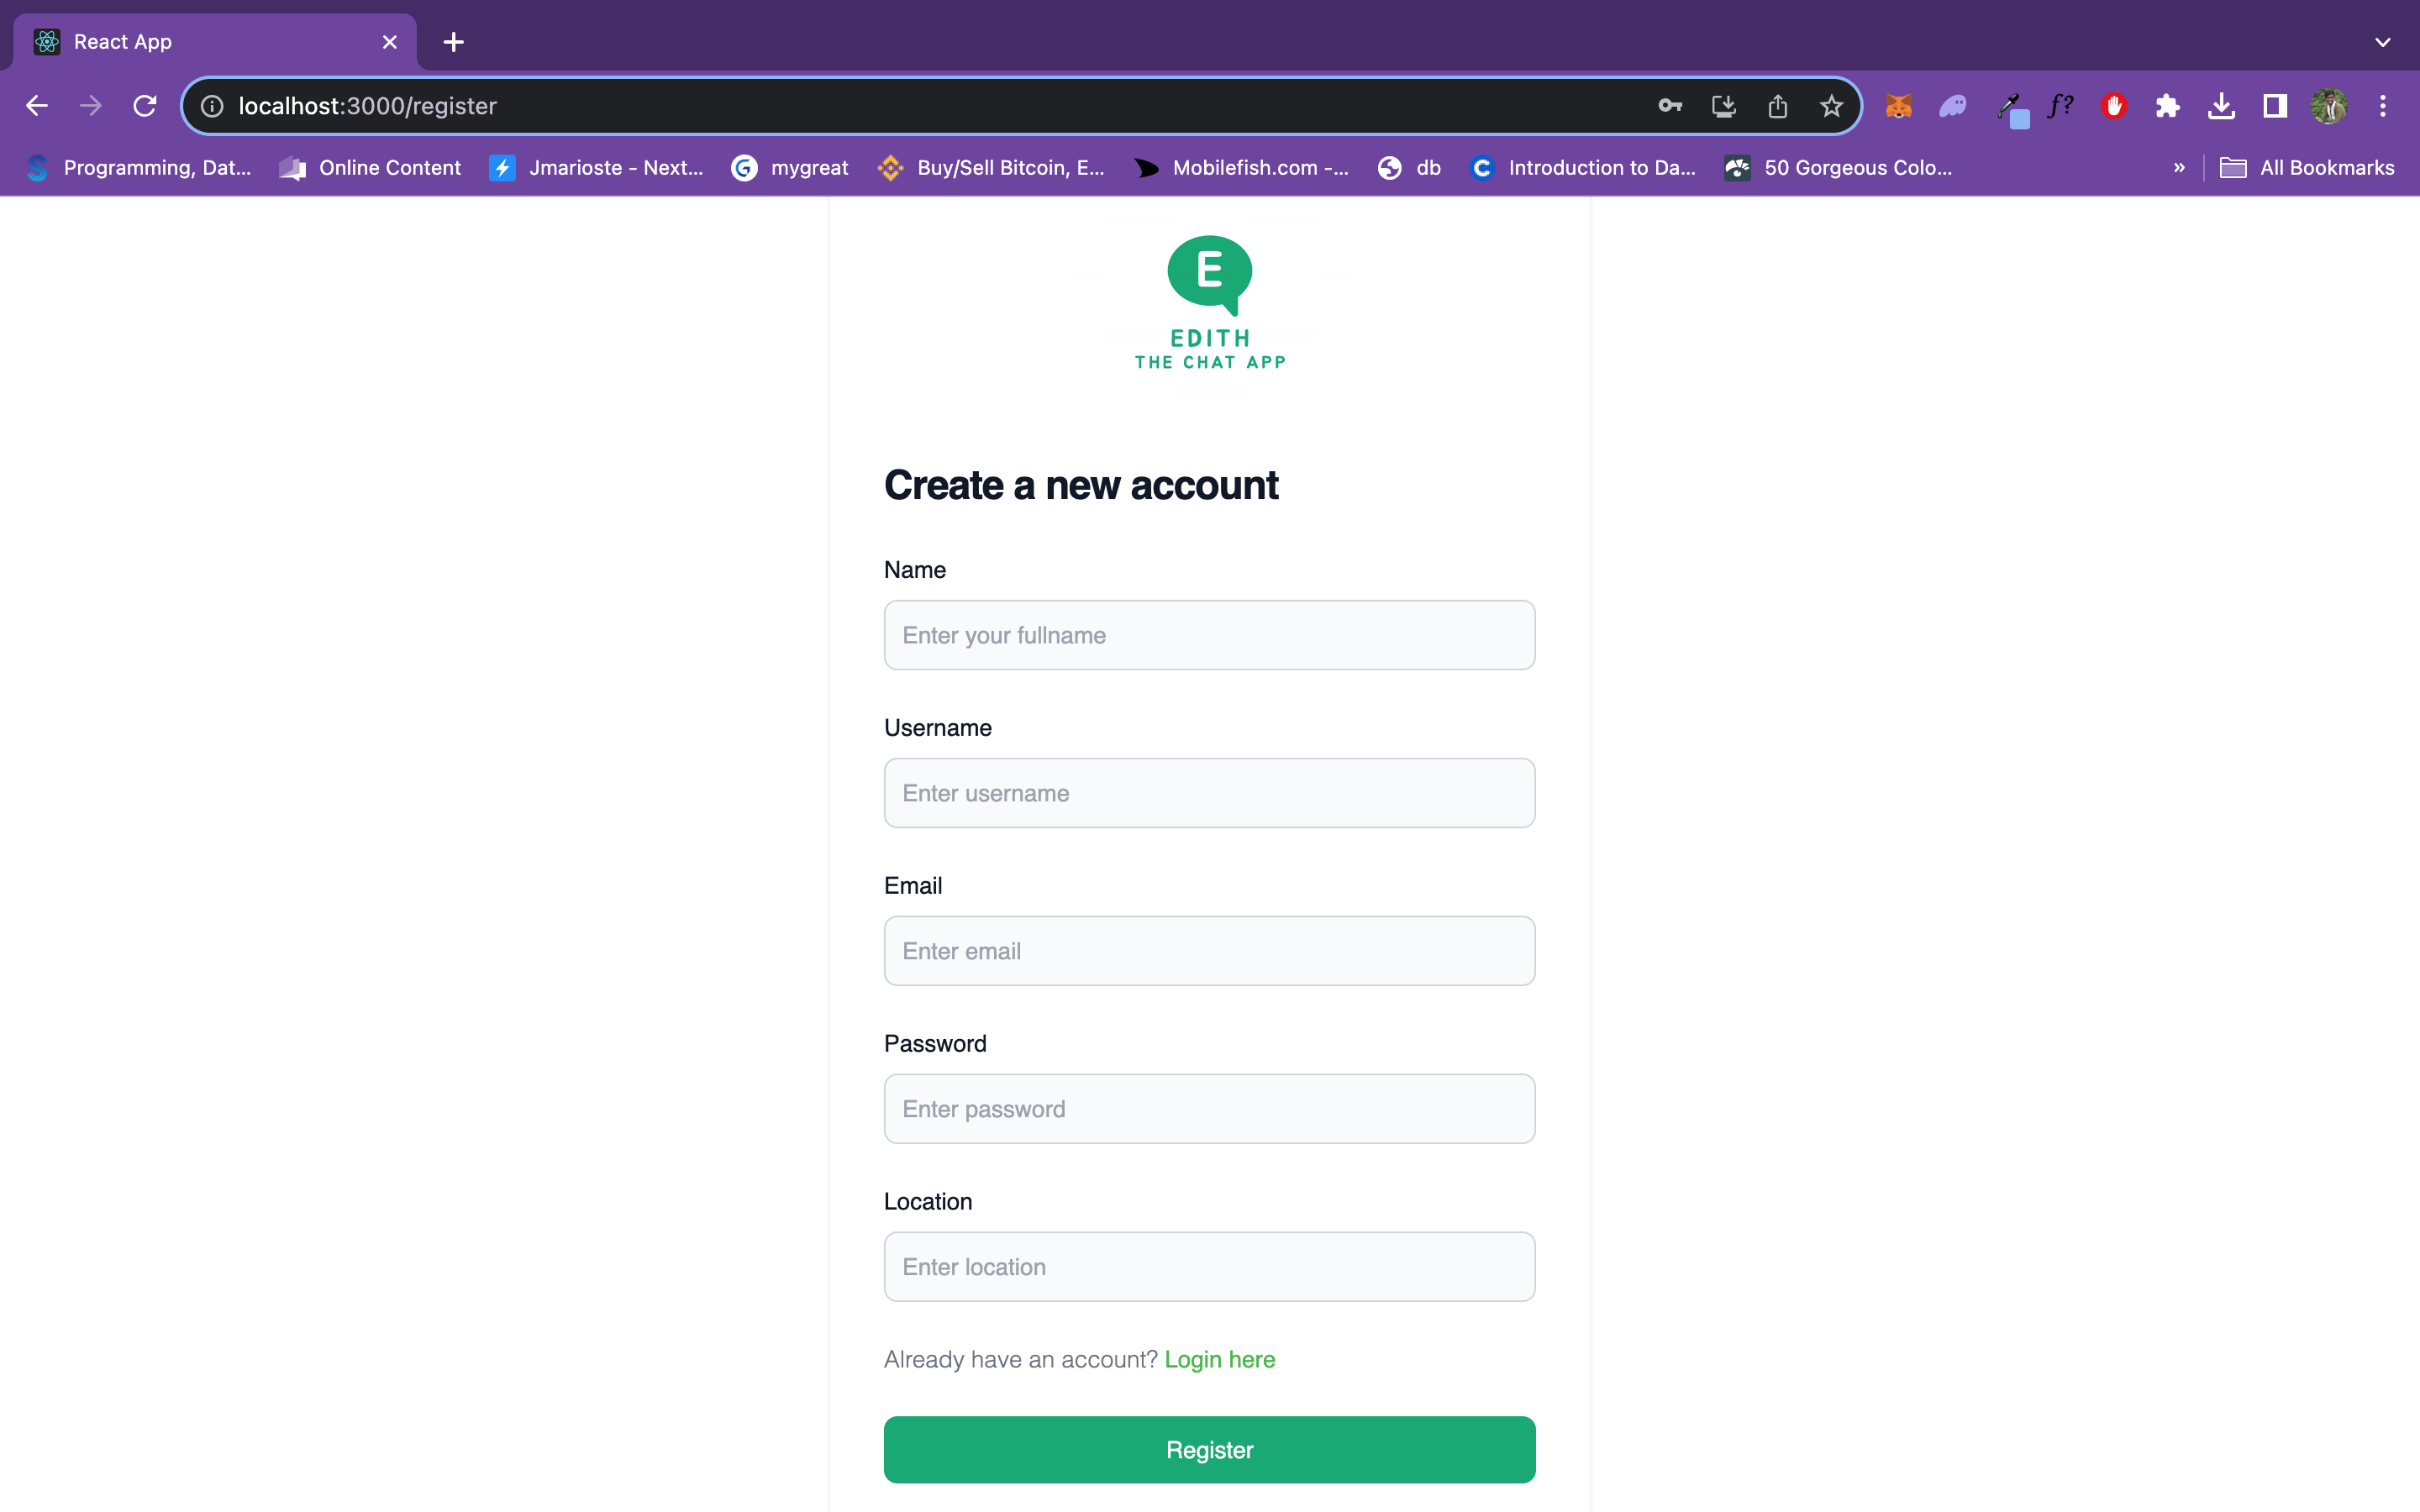 React App
localhost:3000/register
f?
Programming, Dat...
Online Content
Jmarioste - Next...
mygreat
Buy/Sell Bitcoin, E...
Mobilefish.com -...
db
Introduction to Da...
50 Gorgeous Colo...
»
All Bookmarks
E
EDITH
THE CHAT APP
Create a new account
Name
Enter your fullname
Username
Enter username
Email
Enter email
Password
Enter password
Location
Enter location
Already have an account? Login here
Register